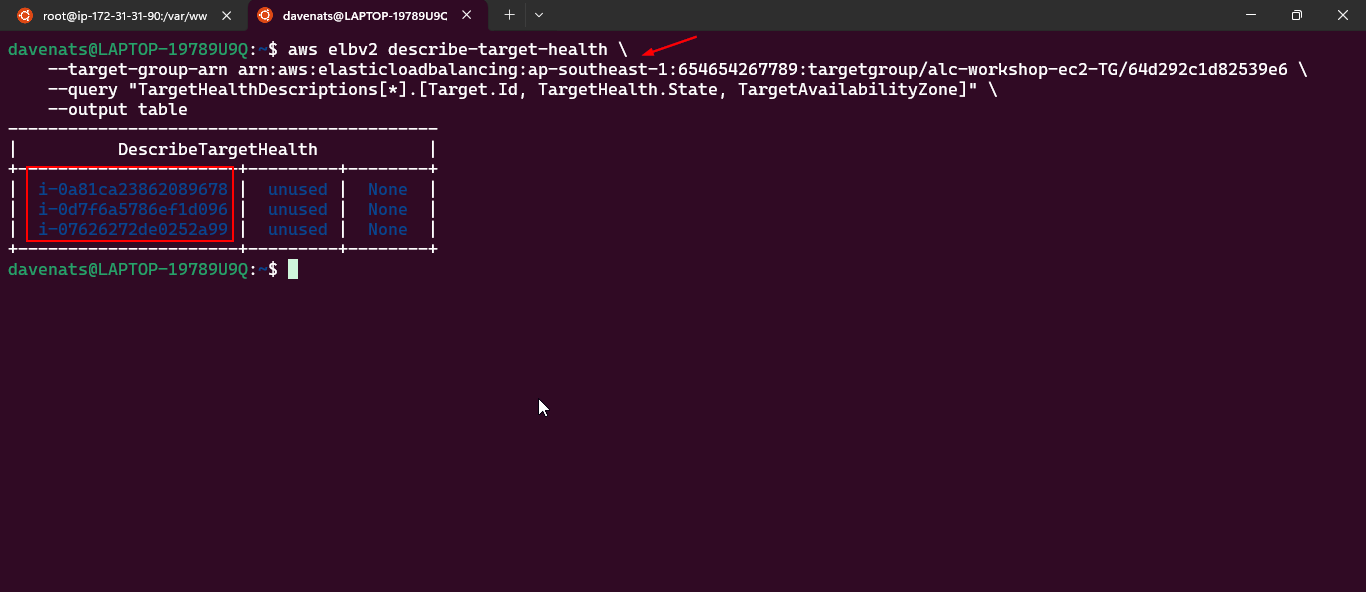 root@ip-172-31-31-90:/var/ww
davenats@LAPTOP-19789U9Q
davenats@LAPTOP-19789U9Q:~$ aws elbv2 describe-target-health \
--target-group-arn arn:aws:elasticloadbalancing:ap-southeast-1:654654267789:targetgroup/alc-workshop-ec2-TG/64d292c1d82539e6 \
--query "TargetHealthDescriptions[*].[Target.Id, TargetHealth.State, TargetAvailabilityZone]" \
--output table
-------------------------------------------
|          DescribeTargetHealth           |
+----------------------+---------+--------+
|  i-0a81ca23862089678 |  unused |  None  |
|  i-0d7f6a5786ef1d096 |  unused |  None  |
|  i-07626272de0252a99 |  unused |  None  |
+----------------------+---------+--------+
davenats@LAPTOP-19789U9Q:~$